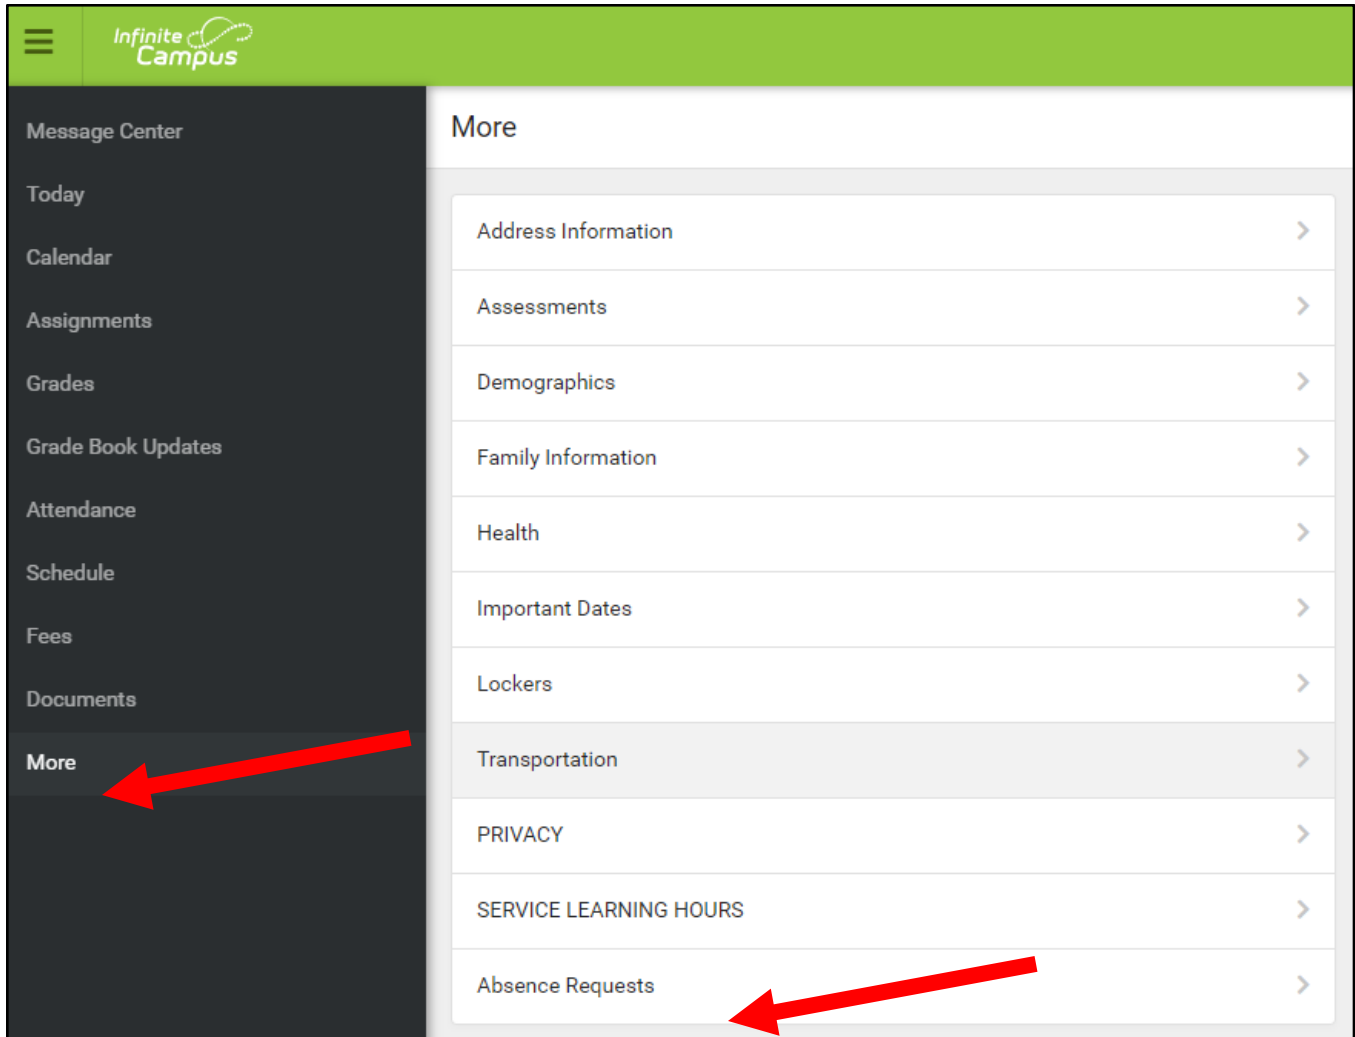 Infinite
Campus
Message Center
Today
Calendar
Assignments
Grades
Grade Book Updates
Attendance
Schedule
Fees
Documents
More
More
Address Information
Assessments
Demographics
Family Information
Health
Important Dates
Lockers
Transportation
PRIVACY
SERVICE LEARNING HOURS
Absence Requests